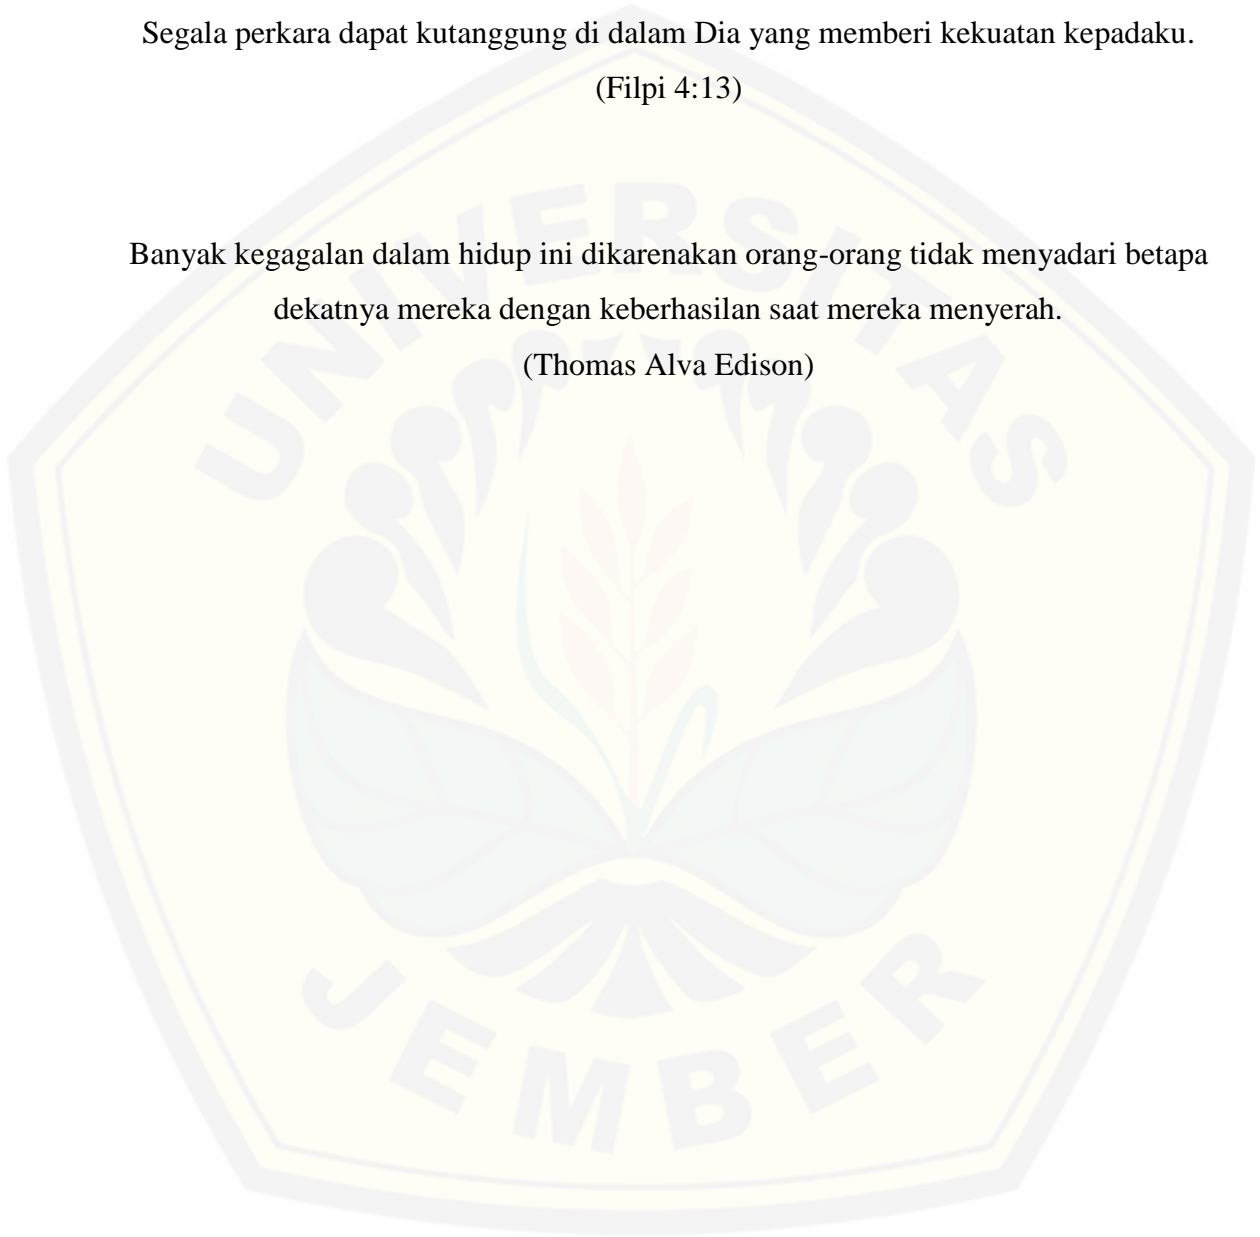 Segala perkara dapat kutanggung di dalam Dia yang memberi kekuatan kepadaku.
(Filpi 4:13)
Banyak kegagalan dalam hidup ini dikarenakan orang-orang tidak menyadari betapa
dekatnya mereka dengan keberhasilan saat mereka menyerah.
(Thomas Alva Edison)
UNIVERSITAS
JEMBER